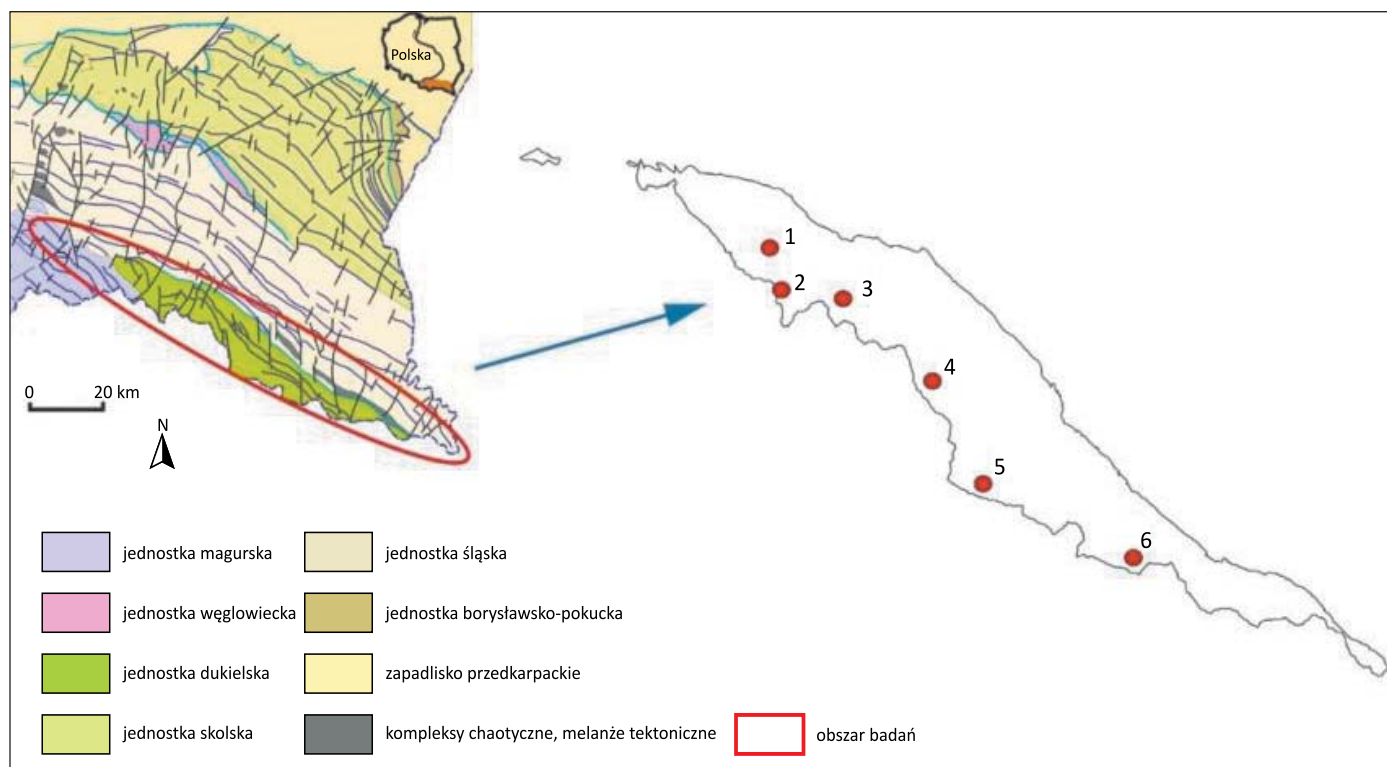 Polska
1
2
3
4
5
6
0 20 km
N
jednostka magurska
jednostka śląska
jednostka węglowiecka
jednostka borysławsko-pokucka
jednostka dukielska
zapadlisko przedkarpackie
jednostka skolska
kompleksy chaotyczne, melanże tektoniczne
obszar badań